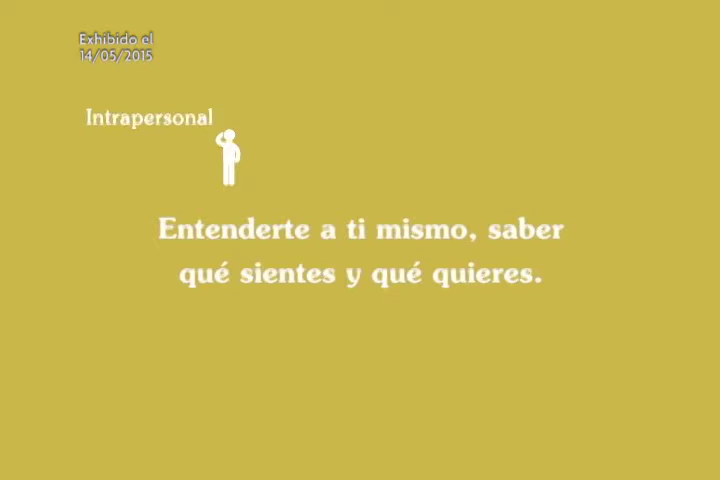 Exhibido el
14/05/2015
Intrapersonal
Entenderte a ti mismo, saber
qué sientes y qué quieres.